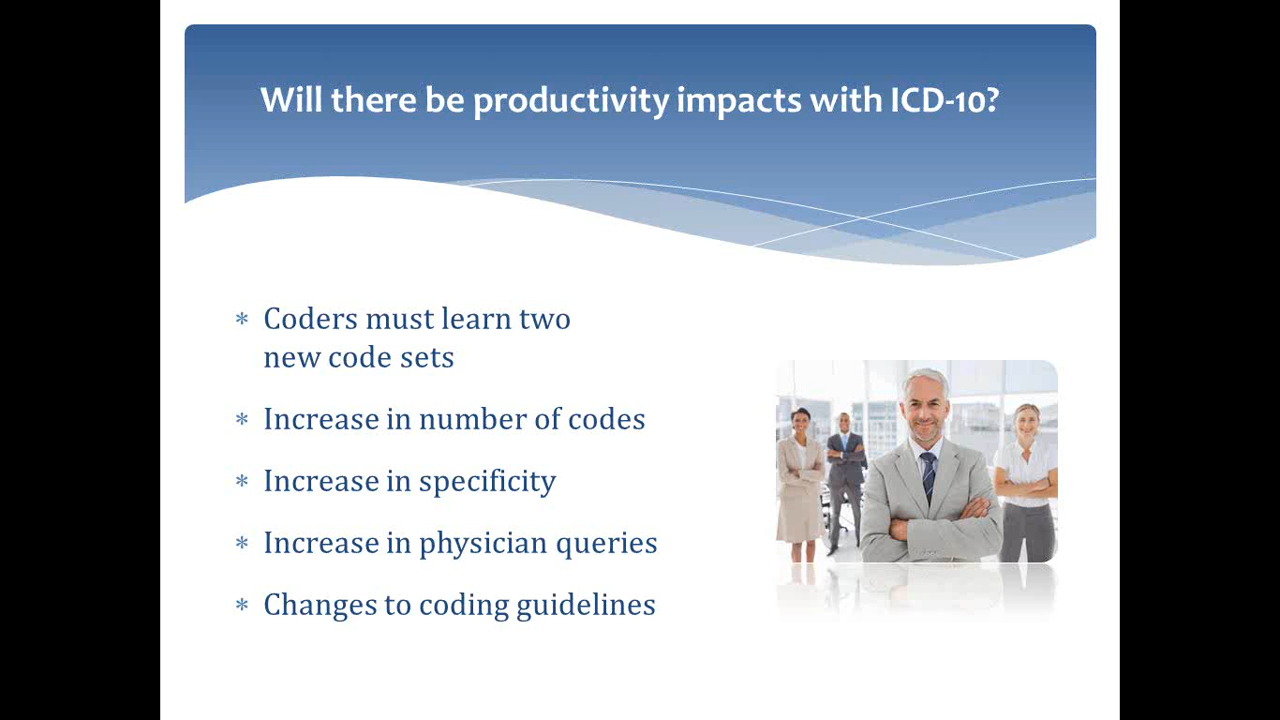 Will there be productivity impacts with ICD-10?
* Coders must learn two
new code sets
* Increase in number of codes
* Increase in specificity
* Increase in physician queries
* Changes to coding guidelines